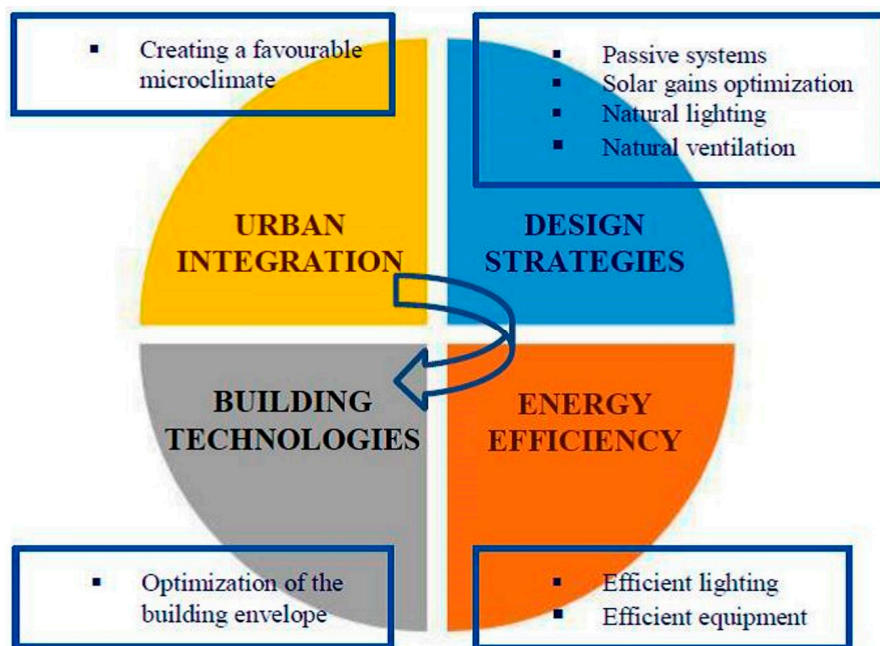 ▪ Creating a favourable
microclimate
▪ Passive systems
▪ Solar gains optimization
▪ Natural lighting
▪ Natural ventilation
URBAN
INTEGRATION
DESIGN
STRATEGIES
BUILDING
TECHNOLOGIES
ENERGY
EFFICIENCY
▪ Optimization of the
building envelope
▪ Efficient lighting
▪ Efficient equipment